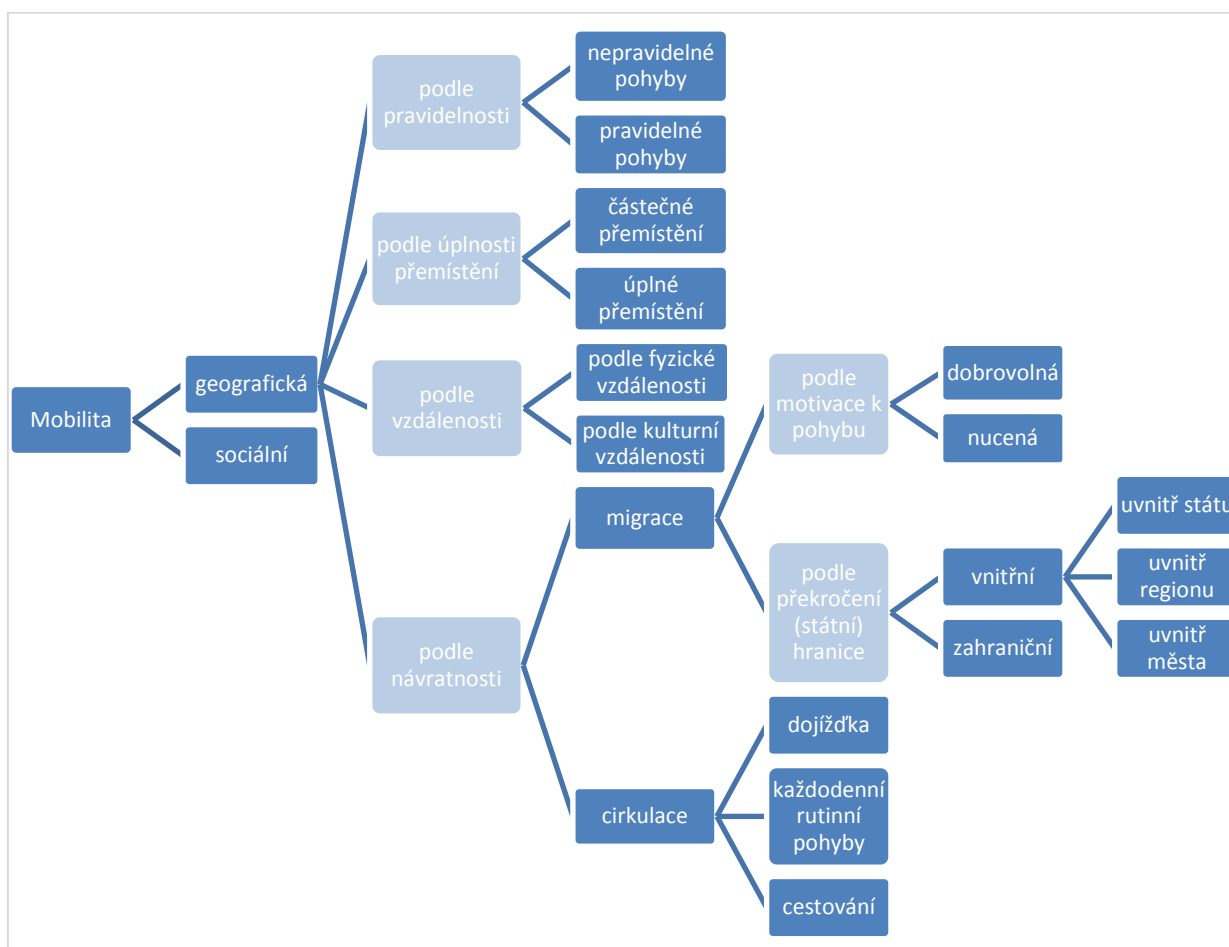 Mobilita
geografická
sociální
podle
pravidelnosti
nepravidelné
pohyby
pravidelné
pohyby
podle úplnosti
přemístění
částečné
přemístění
úplné
přemístění
podle
vzdálenosti
podle fyzické
vzdálenosti
podle kulturní
vzdálenosti
podle
návratnosti
migrace
podle
motivace k
pohybu
dobrovolná
nucená
podle
překročení
(státní)
hranice
vnitřní
uvnitř státu
uvnitř
regionu
uvnitř
města
zahraniční
cirkulace
dojížďka
každodenní
rutinní
pohyby
cestování